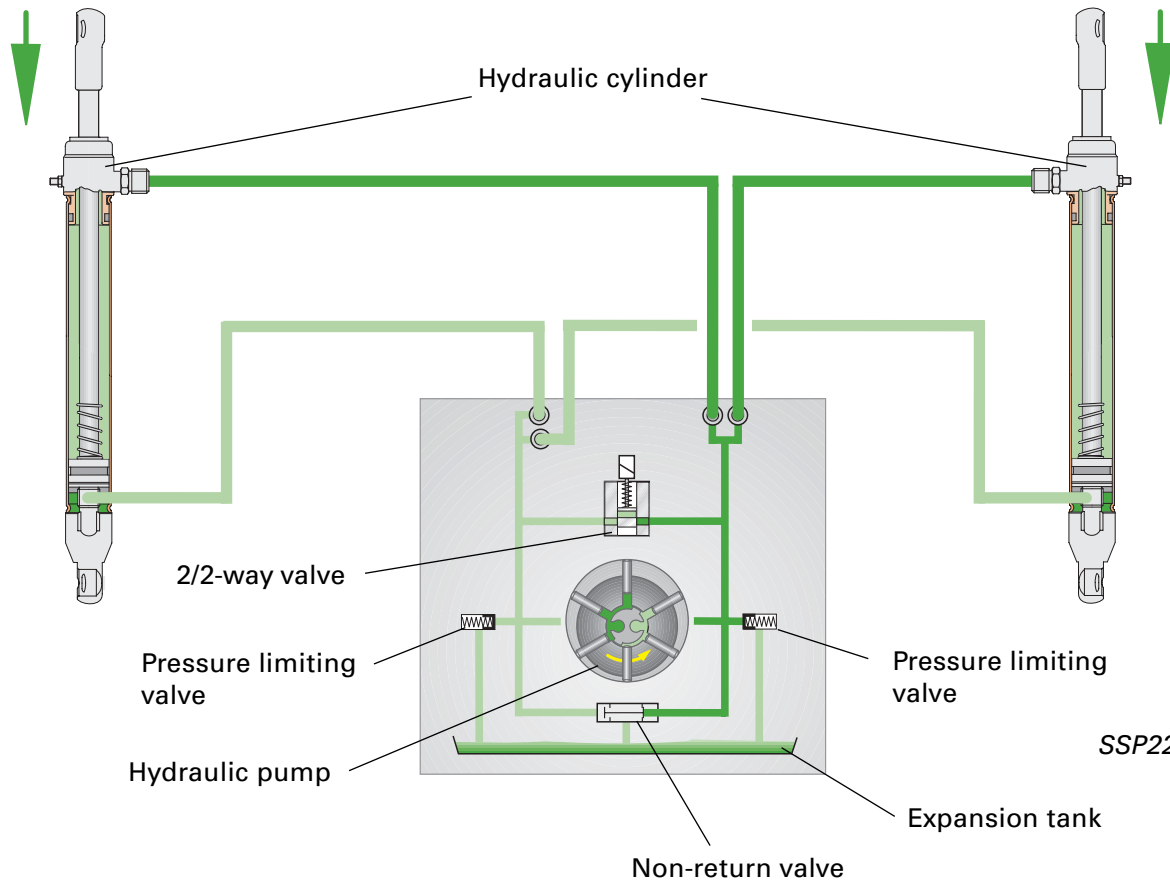 Hydraulic cylinder
2/2-way valve
Pressure limiting
valve
Pressure limiting
valve
Hydraulic pump
SSP22
Expansion tank
Non-return valve